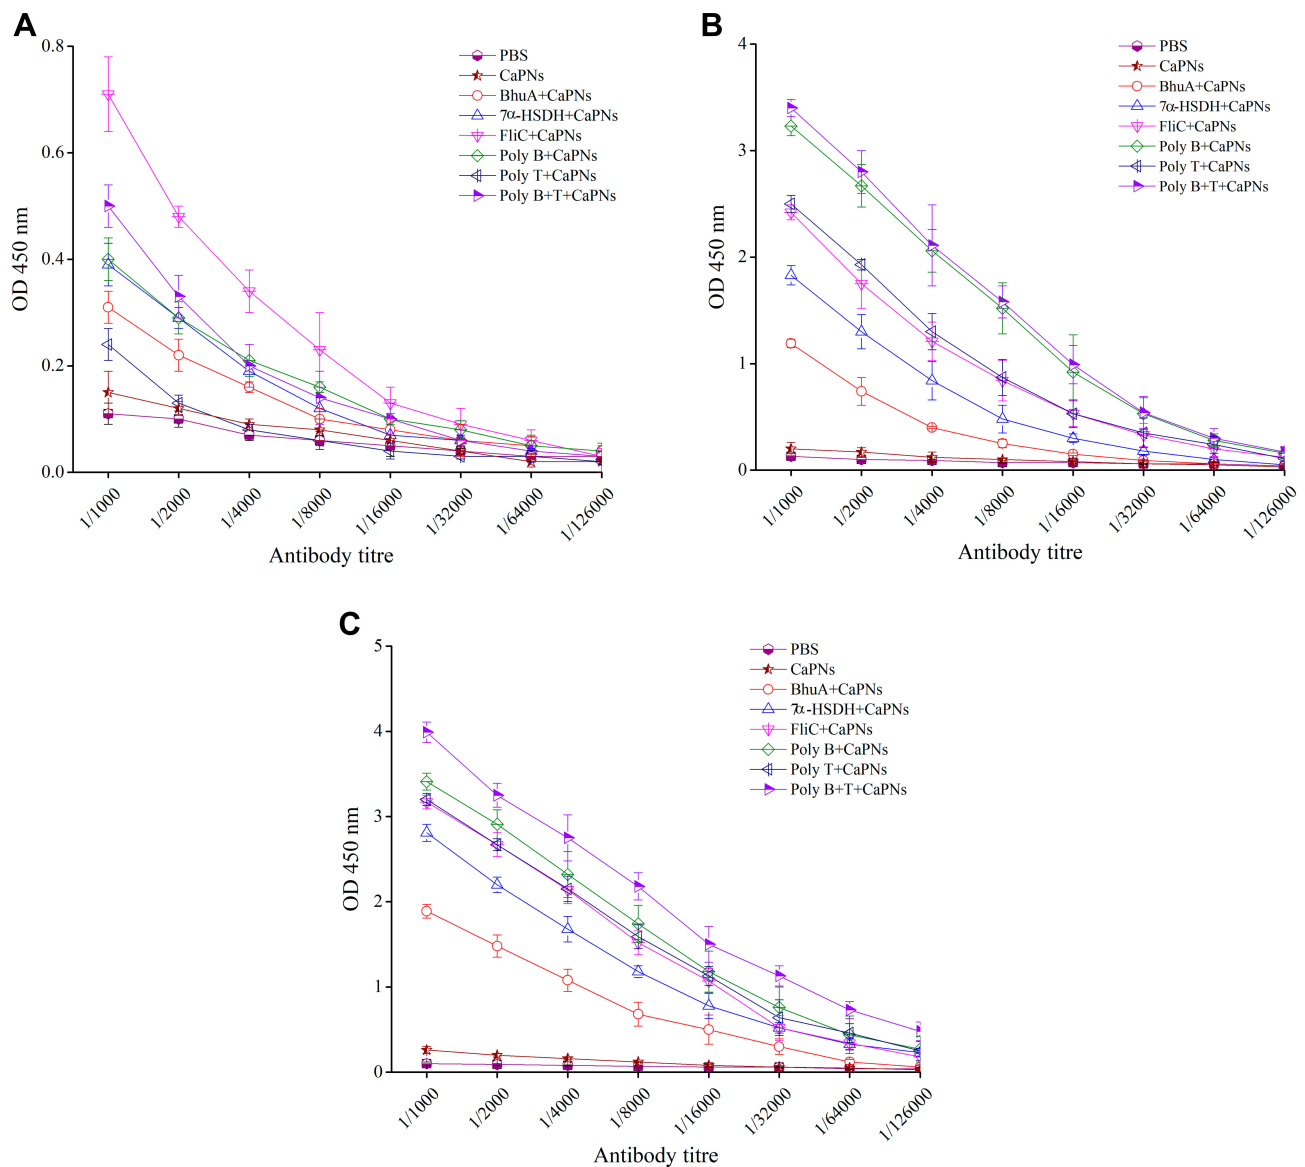 A
0.8
0.6
0.4
0.2
0.0
OD 450 nm
PBS
CaPNs
BhuA+CaPNs
7α-HSDH+CaPNs
FliC+CaPNs
Poly B+CaPNs
Poly T+CaPNs
Poly B+T+CaPNs
1/1000
1/2000
1/4000
1/8000
1/16000
1/32000
1/64000
1/126000
Antibody titre
B
4
3
2
1
0
OD 450 nm
PBS
CaPNs
BhuA+CaPNs
7α-HSDH+CaPNs
FliC+CaPNs
Poly B+CaPNs
Poly T+CaPNs
Poly B+T+CaPNs
1/1000
1/2000
1/4000
1/8000
1/16000
1/32000
1/64000
1/126000
Antibody titre
C
5
4
3
2
1
0
OD 450 nm
PBS
CaPNs
BhuA+CaPNs
7α-HSDH+CaPNs
FliC+CaPNs
Poly B+CaPNs
Poly T+CaPNs
Poly B+T+CaPNs
1/1000
1/2000
1/4000
1/8000
1/16000
1/32000
1/64000
1/126000
Antibody titre